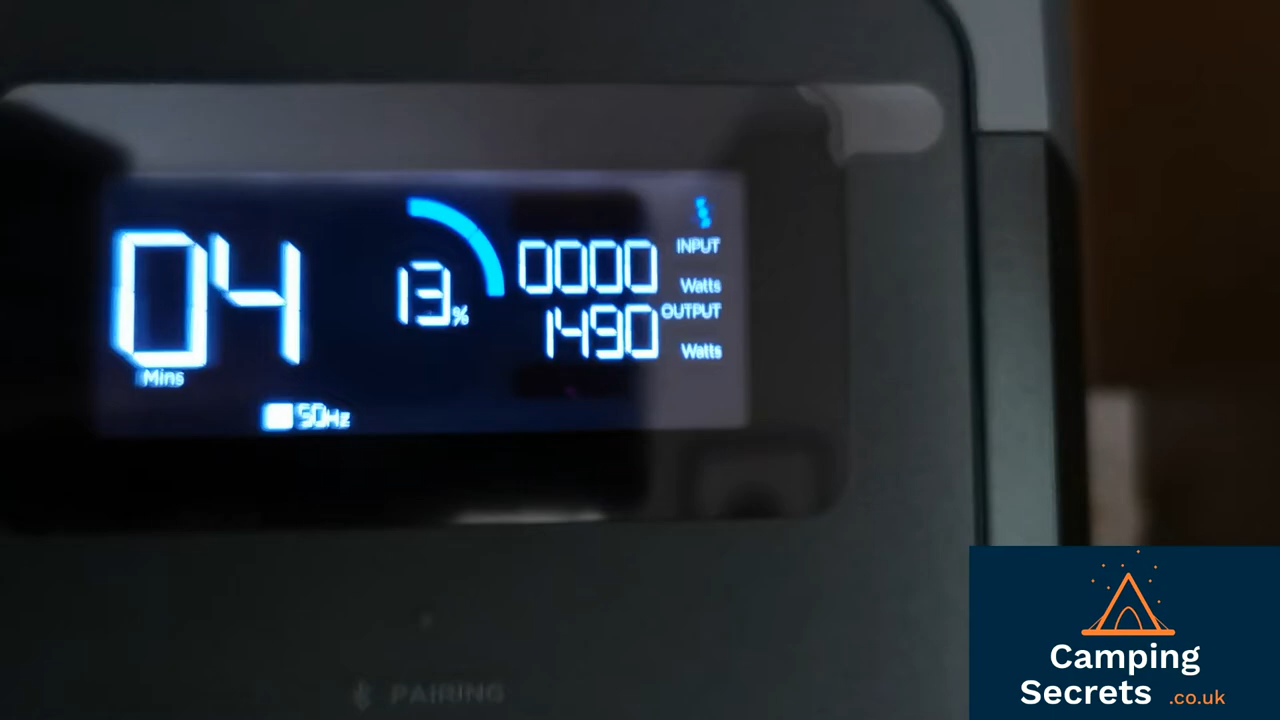 04
Mins
13%
0000
INPUT
Watts
1490
OUTPUT
Watts
50Hz
PAIRING
Camping
Secrets .co.uk